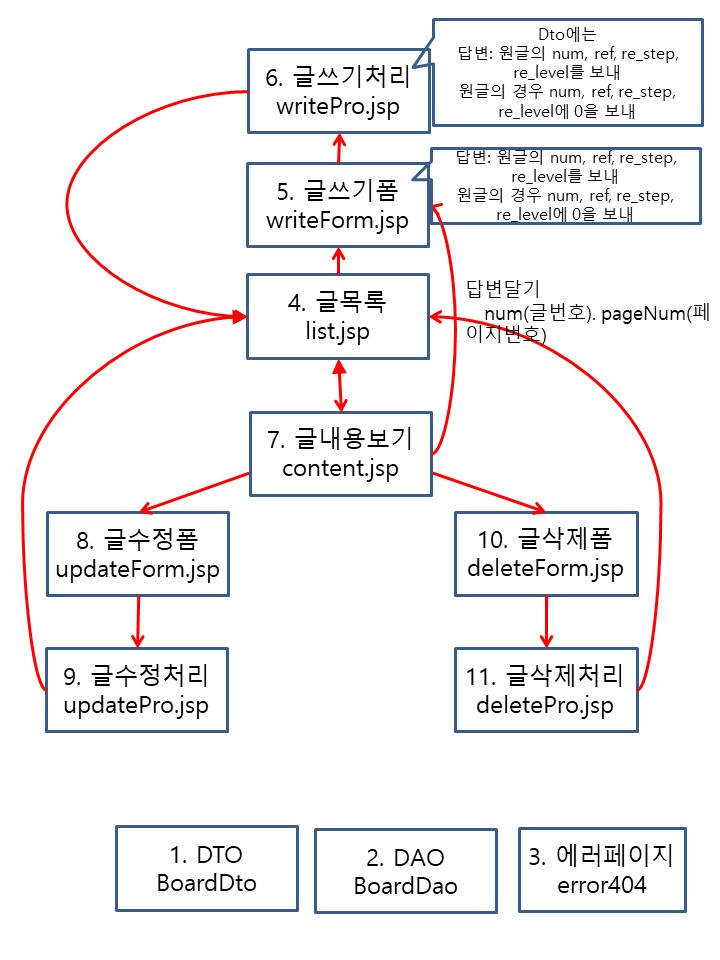 Dto에는
답변: 원글의 num, ref, re_step,
re_level를 보내
원글의 경우 num, ref, re_step,
re_level에 0을 보내
6. 글쓰기처리
writePro.jsp
답변: 원글의 num, ref, re_step,
re_level를 보내
원글의 경우 num, ref, re_step,
re_level에 0을 보내
5. 글쓰기폼
writeForm.jsp
4. 글목록
list.jsp
답변달기
num(글번호). pageNum(페
이지번호)
7. 글내용보기
content.jsp
8. 글수정폼
updateForm.jsp
10. 글삭제폼
deleteForm.jsp
9. 글수정처리
updatePro.jsp
11. 글삭제처리
deletePro.jsp
1. DTO
BoardDto
2. DAO
BoardDao
3. 에러페이지
error404